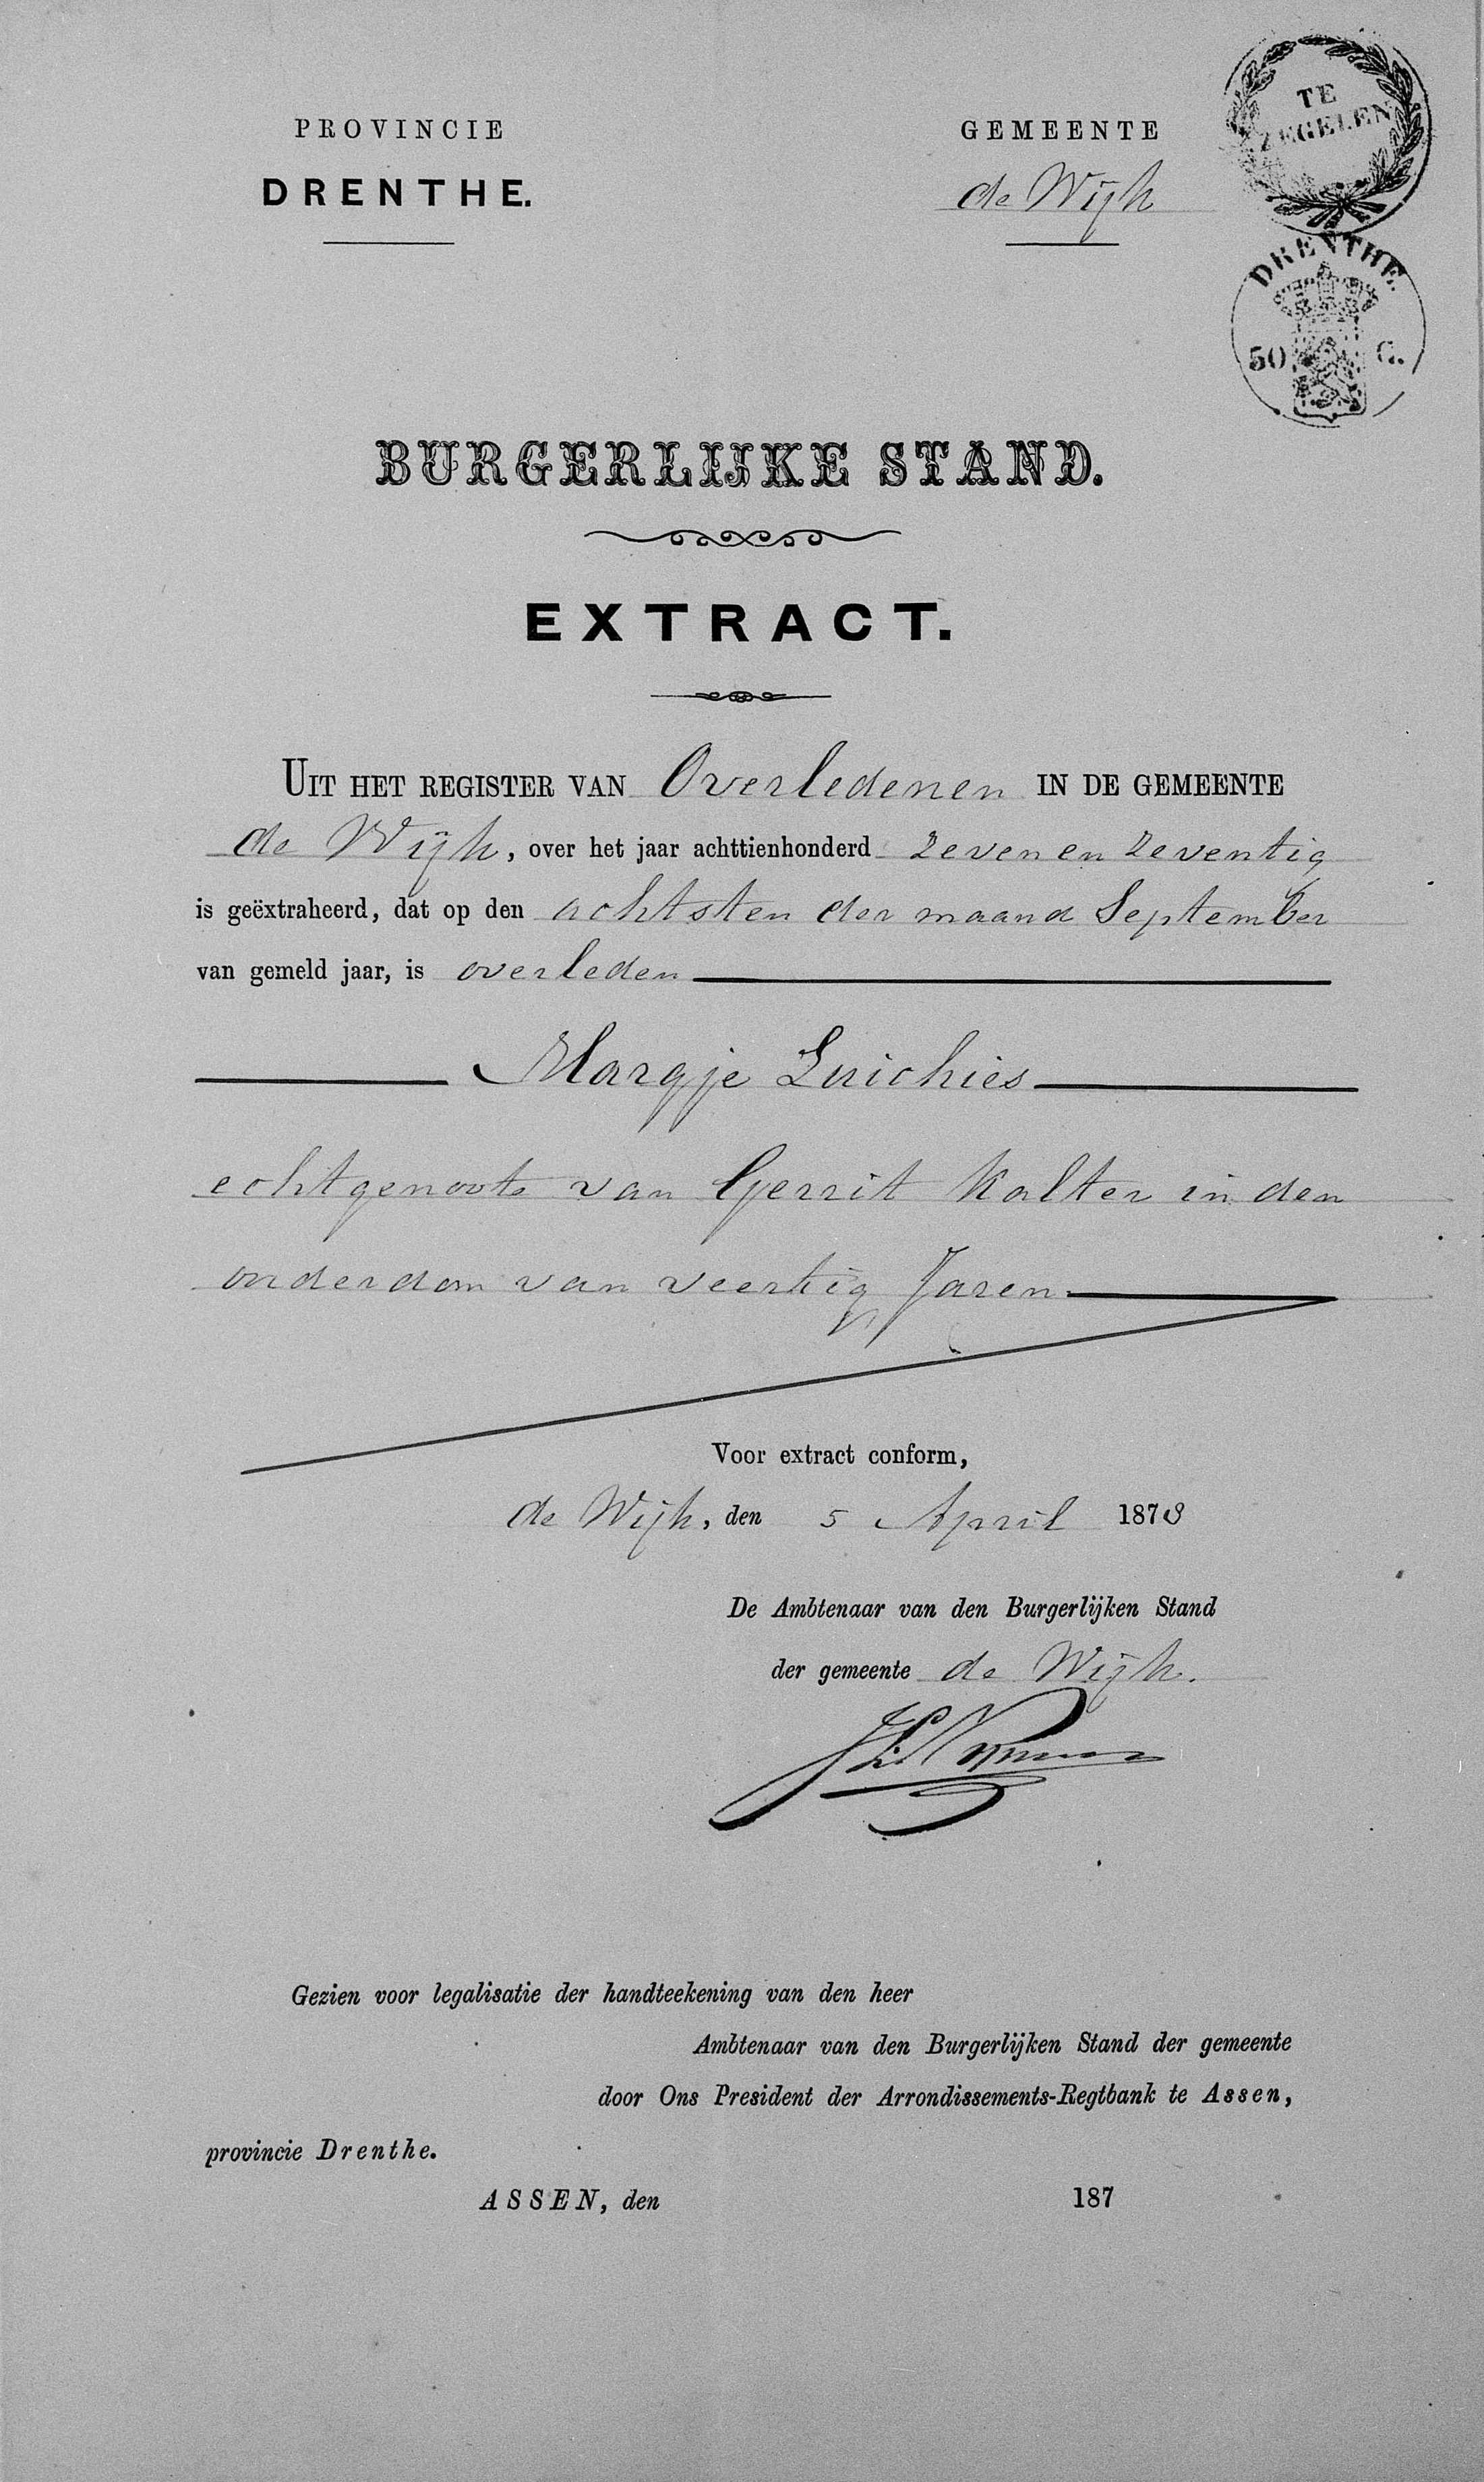 PROVINCIE
DRENTHE.
GEMEENTE
de Wijk
TE
ZEGELEN
DRENTHE.
50 C.
BURGERLIJKE STAND.
EXTRACT.
UIT HET REGISTER VAN Overledenen IN DE GEMEENTE
de Wijk, over het jaar achttienhonderd zeven en zeventig
is geëxtraheerd, dat op den achtsten der maand September
van gemeld jaar, is overleden
Margje Luichies
echtgenoote van Gerrit Kalter in den
ouderdom van veertig Jaren.
Voor extract conform,
de Wijk, den 5 April 1878
De Ambtenaar van den Burgerlijken Stand
der gemeente de Wijk.
Gezien voor legalisatie der handteekening van den heer
Ambtenaar van den Burgerlijken Stand der gemeente
door Ons President der Arrondissements-Regtbank te Assen,
provincie Drenthe.
ASSEN, den 187